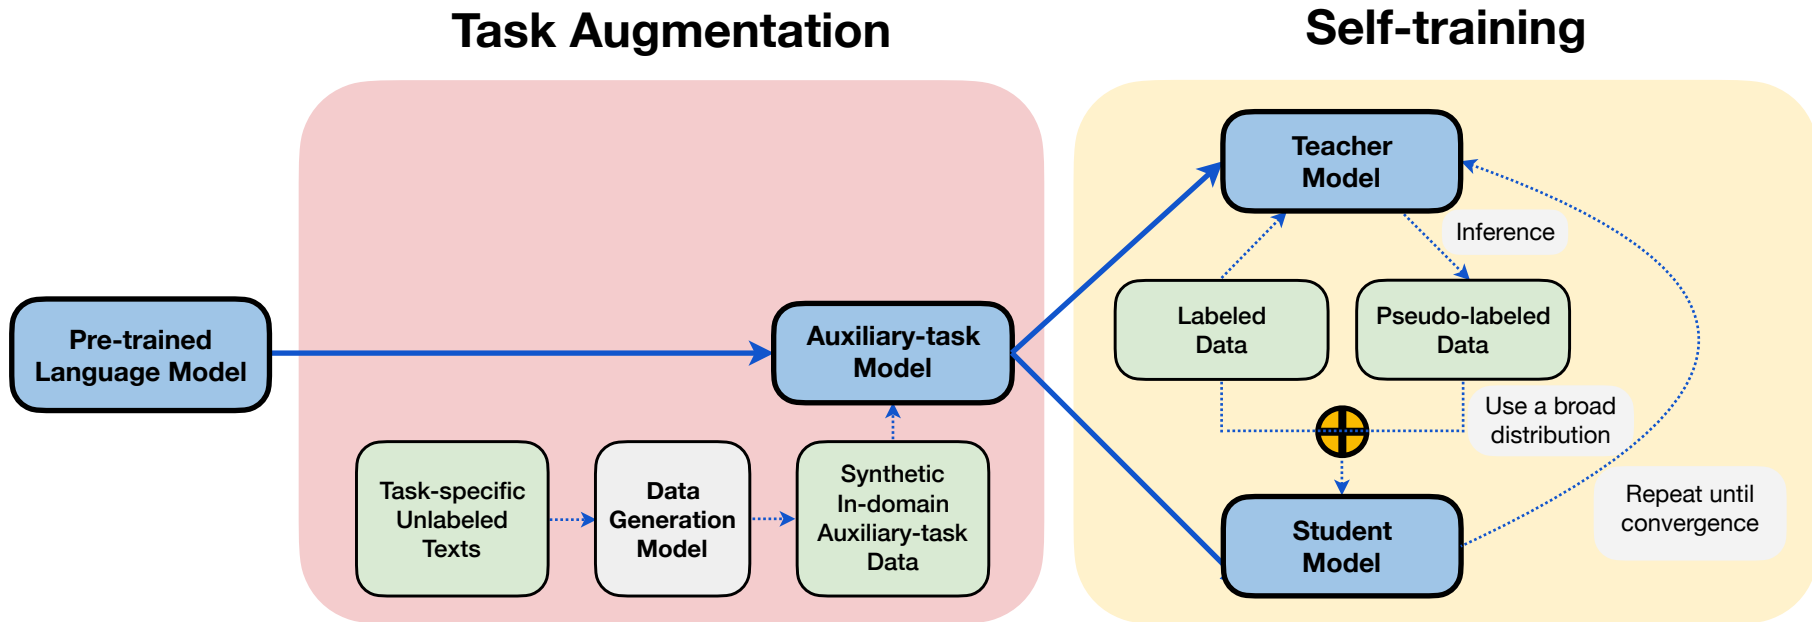 Task Augmentation
Self-training
Pre-trained
Language Model
Auxiliary-task
Model
Task-specific
Unlabeled
Texts
Data
Generation
Model
Synthetic
In-domain
Auxiliary-task
Data
Teacher
Model
Inference
Labeled
Data
Pseudo-labeled
Data
Use a broad
distribution
Repeat until
convergence
Student
Model